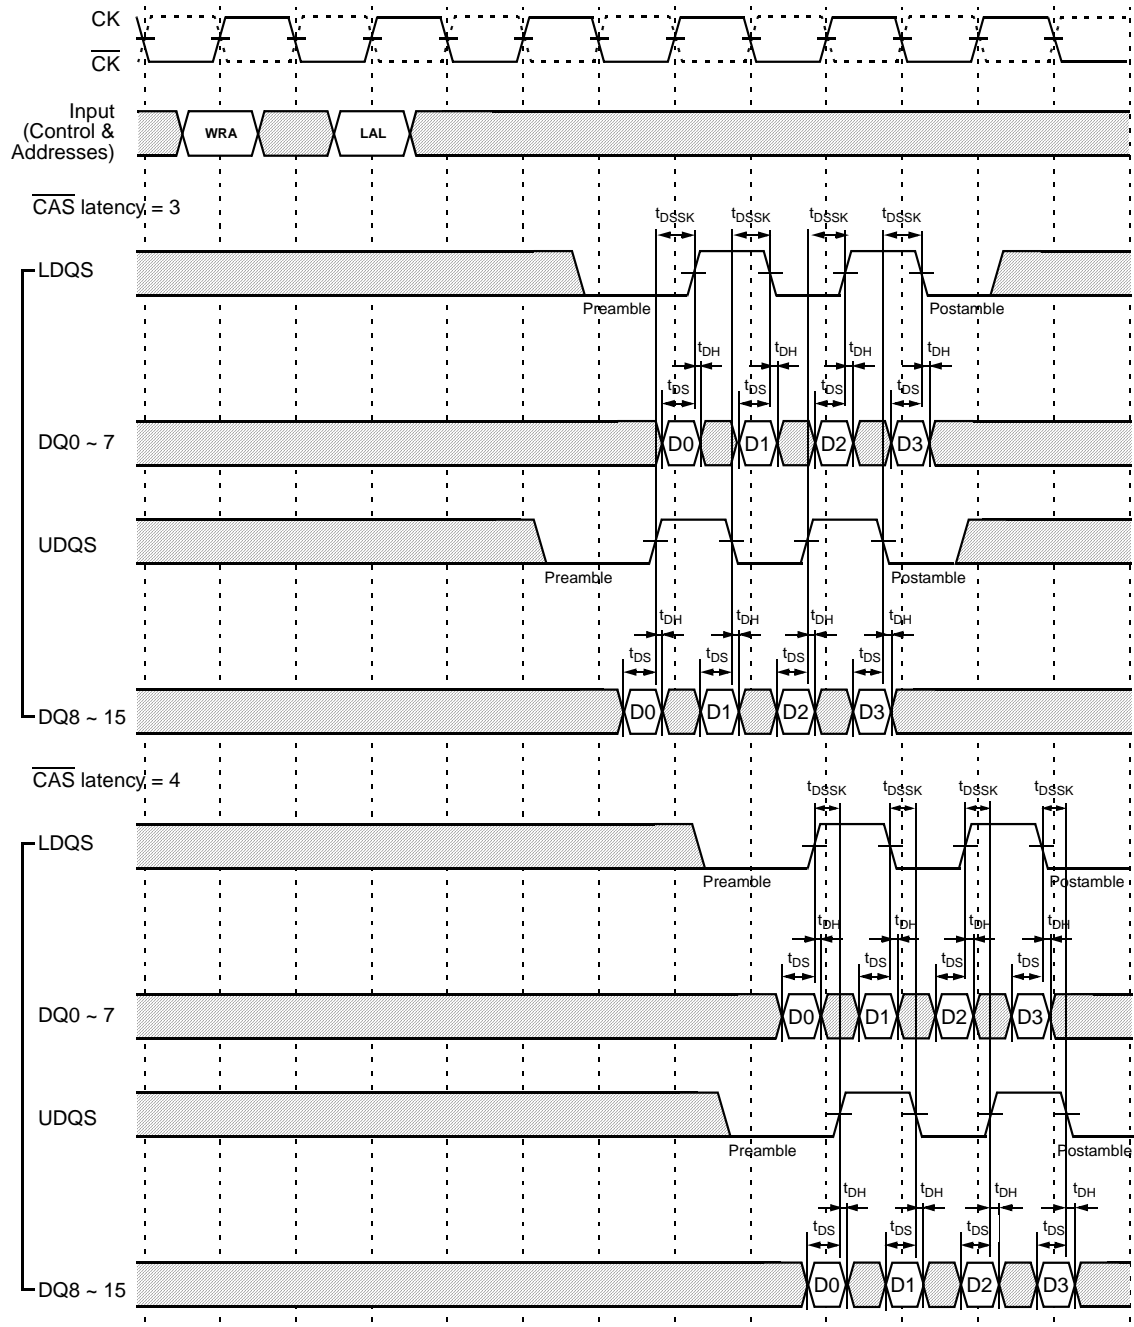 CK
CK
Input
(Control &
Addresses)
WRA
LAL
CAS latency = 3
tDSSK tDSSK tDSSK tDSSK
LDQS
Preamble
Postamble
tDH tDH tDH tDH
tDS tDS tDS tDS
DQ0 ~ 7
D0 D1 D2 D3
UDQS
Preamble
Postamble
tDH tDH tDH tDH
tDS tDS tDS tDS
DQ8 ~ 15
D0 D1 D2 D3
CAS latency = 4
tDSSK tDSSK tDSSK tDSSK
LDQS
Preamble
Postamble
tDH tDH tDH tDH
tDS tDS tDS tDS
DQ0 ~ 7
D0 D1 D2 D3
UDQS
Preamble
Postamble
tDH tDH tDH tDH
tDS tDS tDS tDS
DQ8 ~ 15
D0 D1 D2 D3